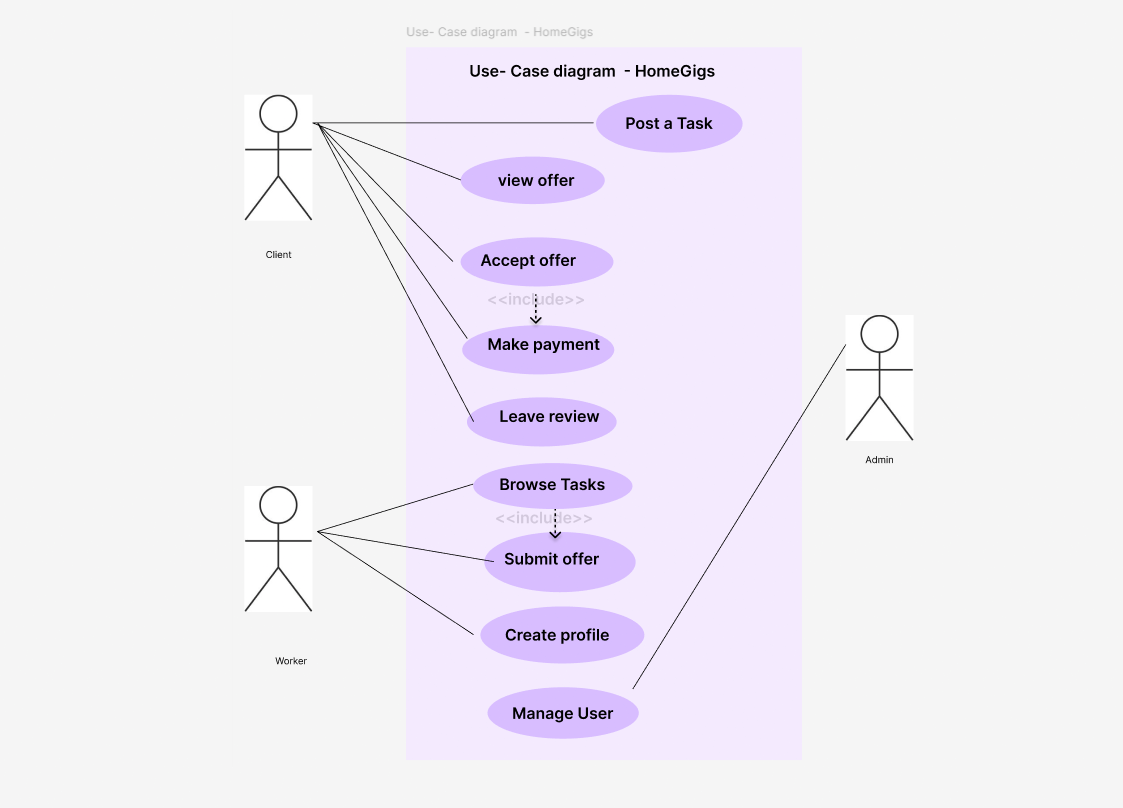 Use- Case diagram - HomeGigs
Use- Case diagram - HomeGigs
Post a Task
view offer
Client
Accept offer
<<include>>
Make payment
Leave review
Admin
Browse Tasks
<<include>>
Submit offer
Create profile
Worker
Manage User